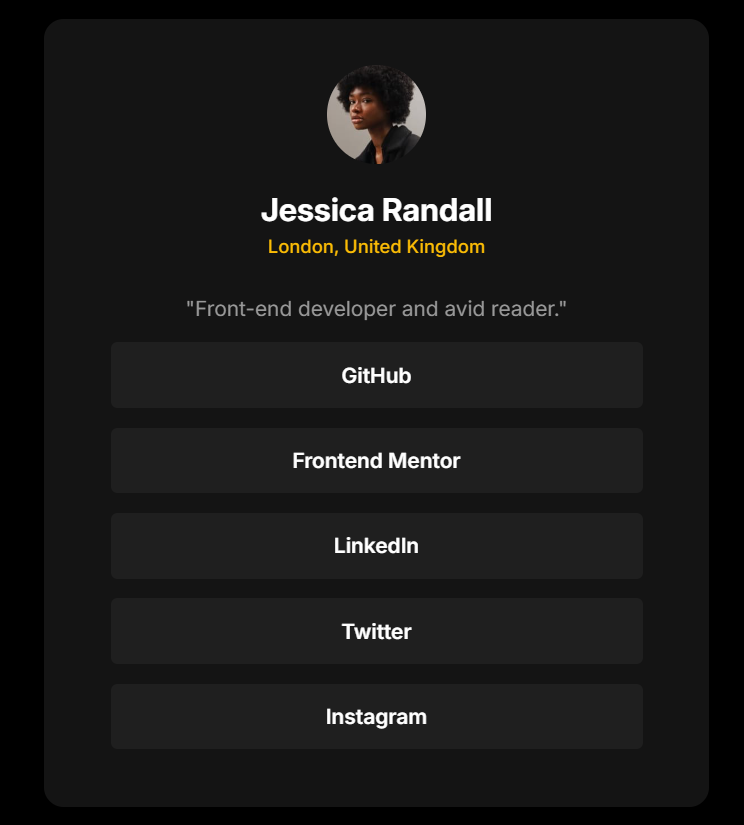 Jessica Randall
London, United Kingdom
"Front-end developer and avid reader."
GitHub
Frontend Mentor
LinkedIn
Twitter
Instagram